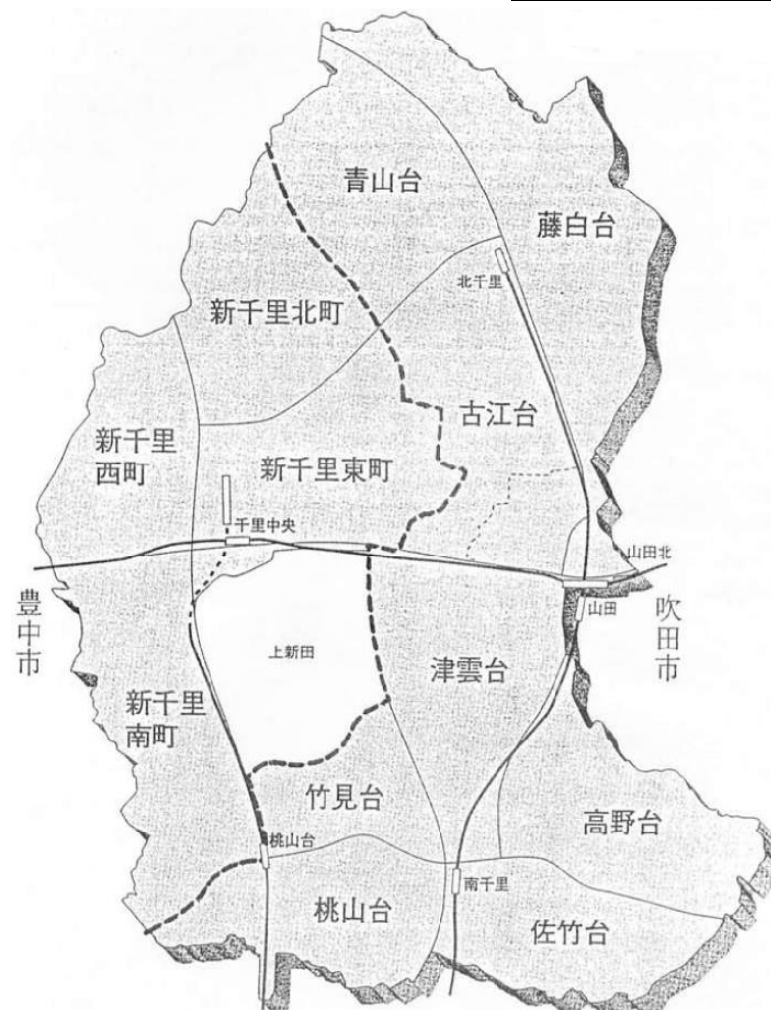 青山台
藤白台
北千里
新千里北町
古江台
新千里
西町
新千里東町
千里中央
山田北
豊中市
山田
吹田市
上新田
津雲台
新千里
南町
竹見台
高野台
桃山台
南千里
桃山台
佐竹台